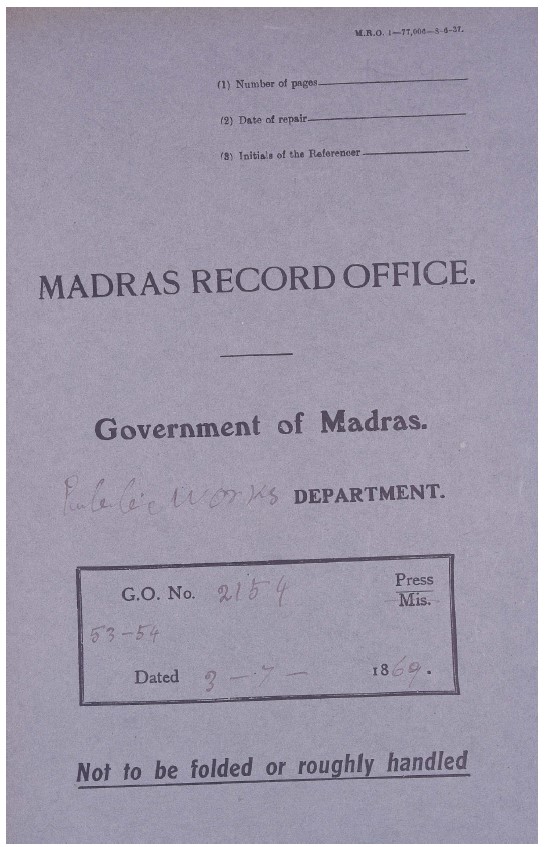 M.R.O. 1—77,000—3-6-37.
(1) Number of pages
(2) Date of repair
(3) Initials of the Referencer
MADRAS RECORD OFFICE.
Government of Madras.
Public Works DEPARTMENT.
G.O. No. 2154 Press
Mis.
53-54
Dated 3-7- 1869.
Not to be folded or roughly handled